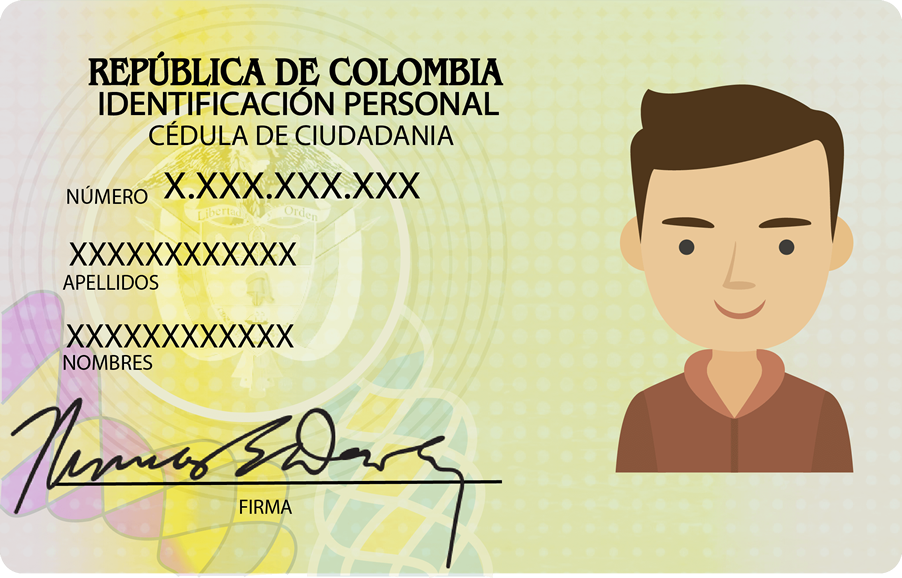 REPÚBLICA DE COLOMBIA
IDENTIFICACIÓN PERSONAL
CÉDULA DE CIUDADANIA
NÚMERO X.XXX.XXX.XXX
Libertad Orden
XXXXXXXXXXXX
APELLIDOS
XXXXXXXXXXXX
NOMBRES
FIRMA